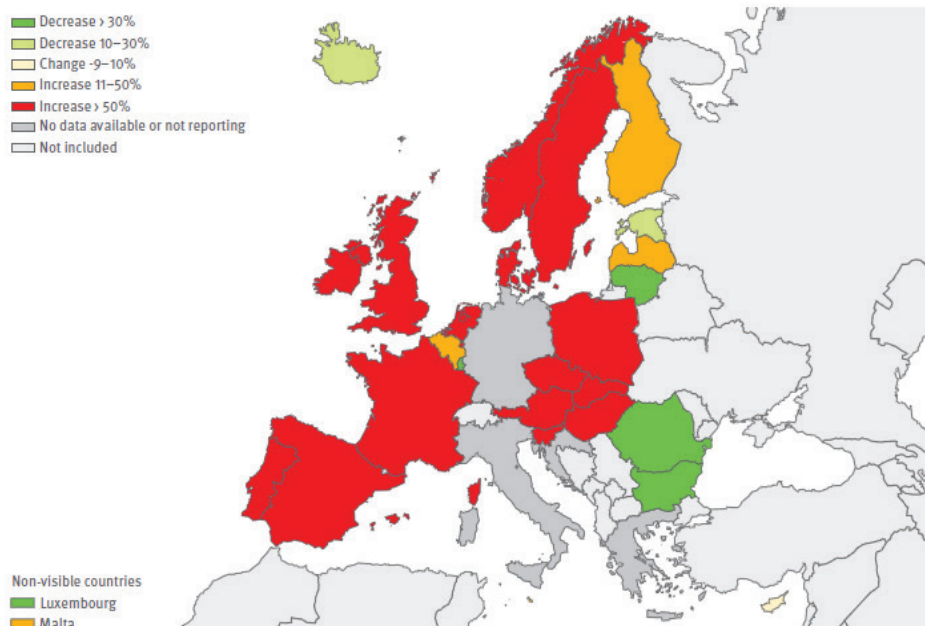 Decrease > 30%
Decrease 10–30%
Change -9–10%
Increase 11–50%
Increase > 50%
No data available or not reporting
Not included
Non-visible countries
Luxembourg
Malta